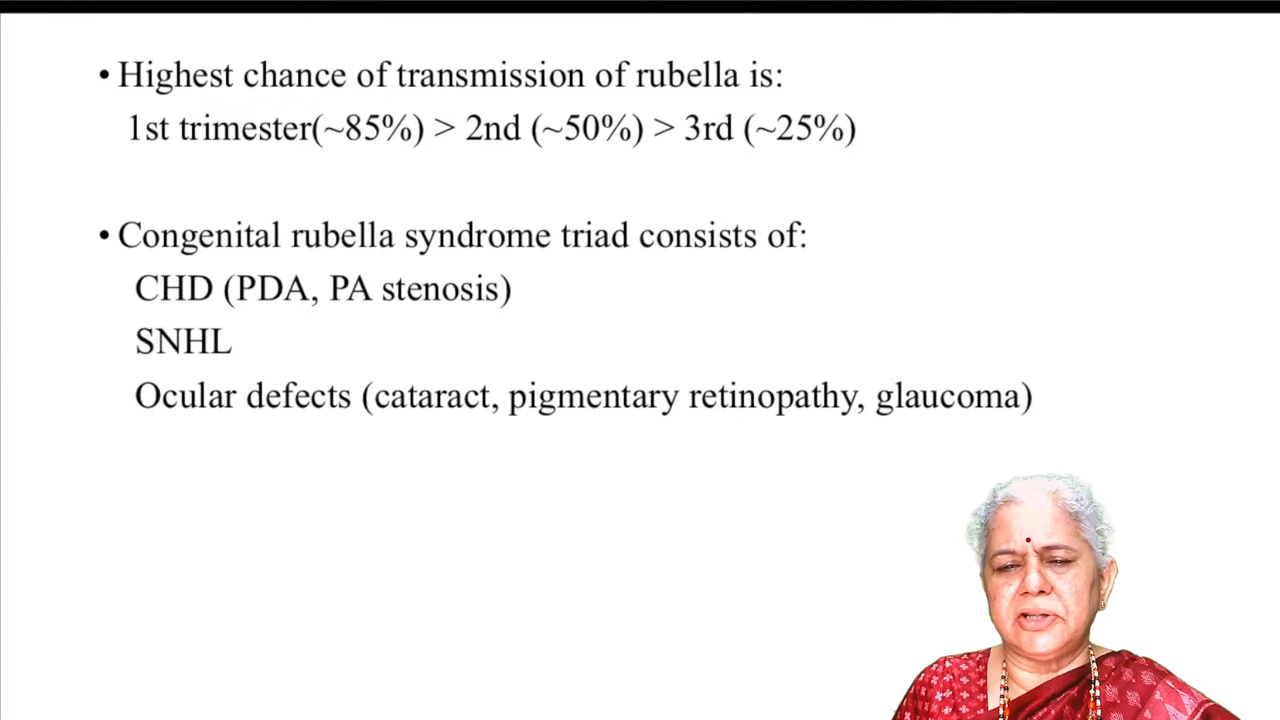 • Highest chance of transmission of rubella is:
1st trimester(~85%) > 2nd (~50%) > 3rd (~25%)
• Congenital rubella syndrome triad consists of:
CHD (PDA, PA stenosis)
SNHL
Ocular defects (cataract, pigmentary retinopathy, glaucoma)